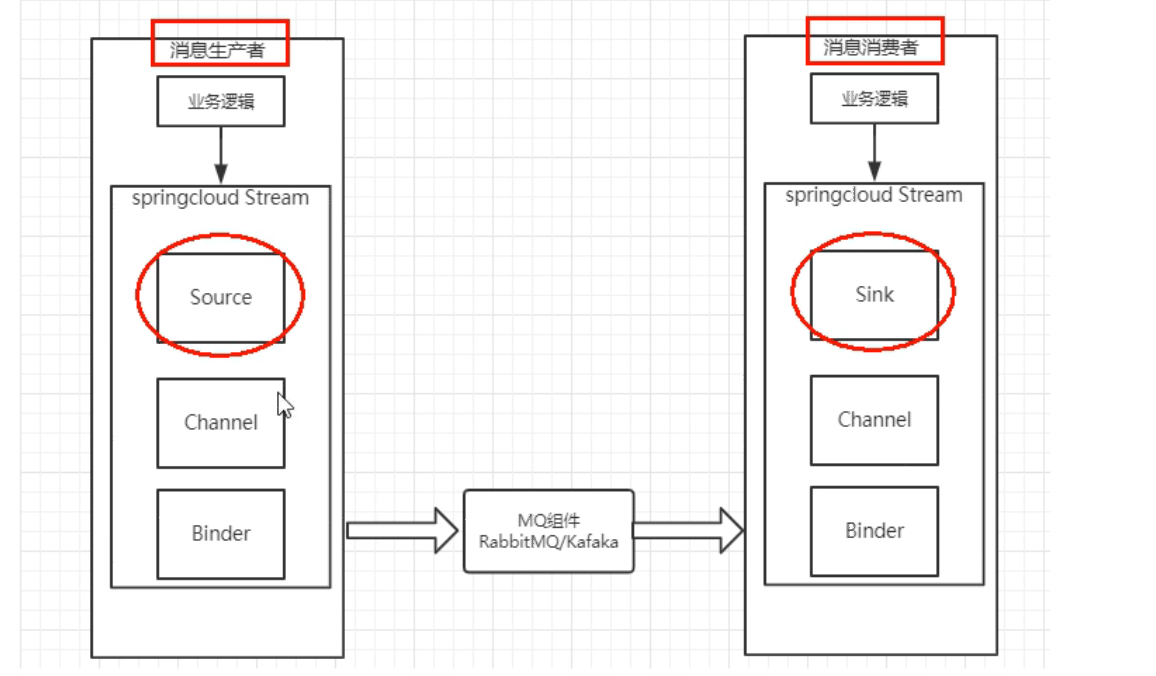 消息生产者
业务逻辑
springcloud Stream
Source
Channel
Binder
MQ组件
RabbitMQ/Kafaka
消息消费者
业务逻辑
springcloud Stream
Sink
Channel
Binder